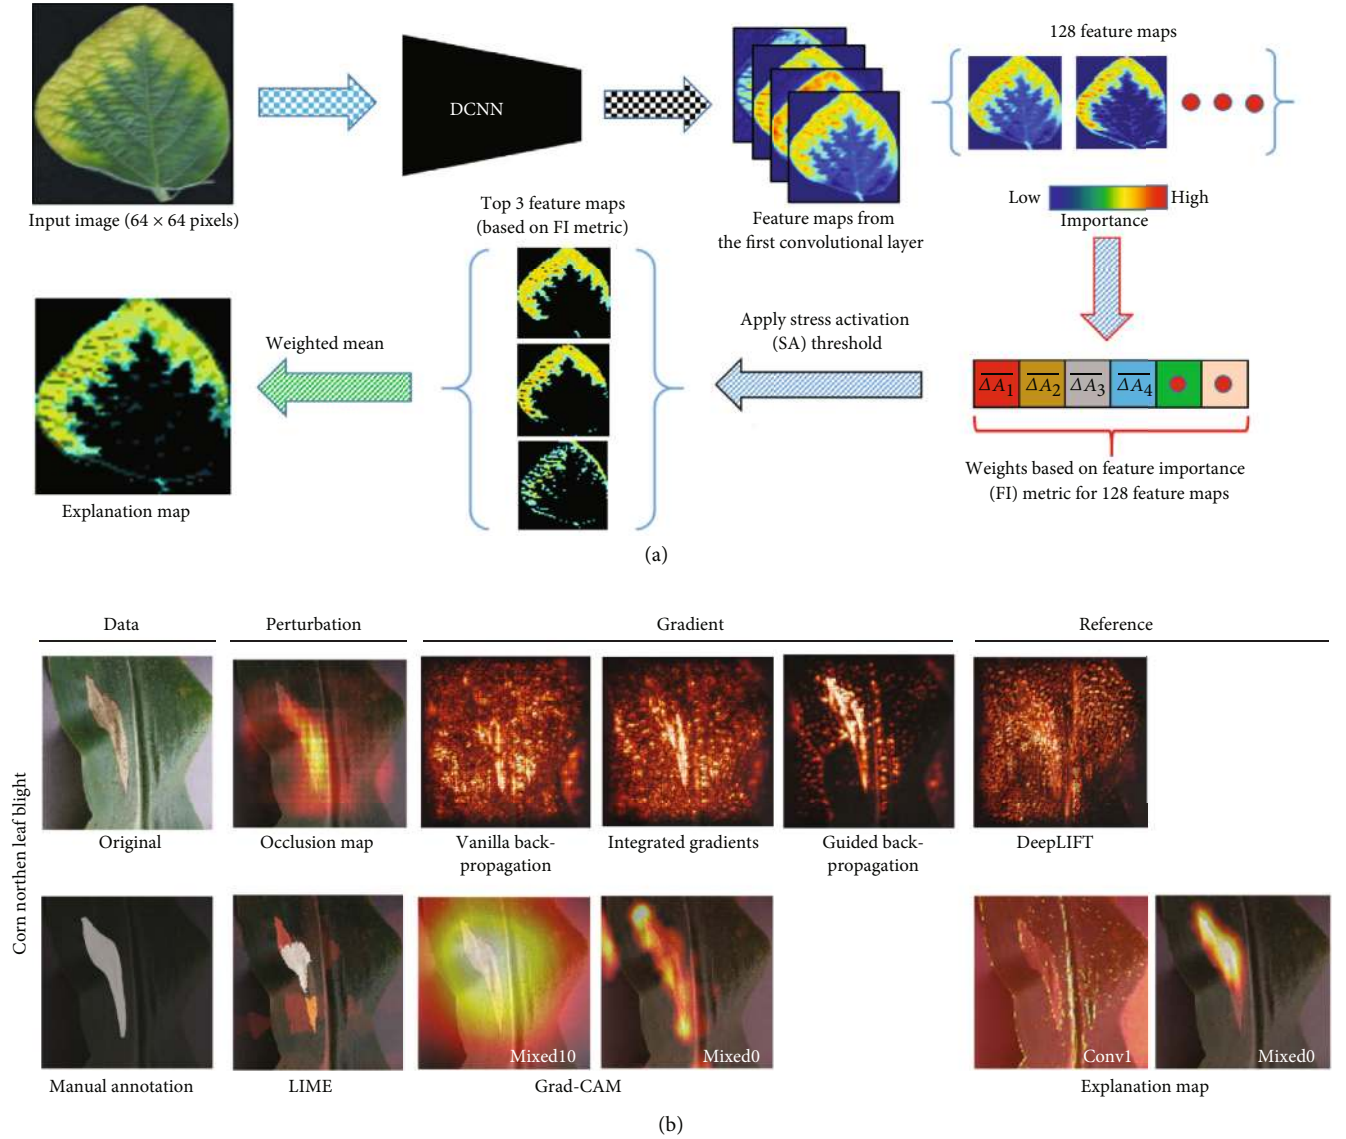 128 feature maps
DCNN
Input image (64 × 64 pixels)
Top 3 feature maps
(based on FI metric)
Feature maps from
the first convolutional layer
Low
High
Importance
Apply stress activation
(SA) threshold
Weighted mean
ΔA1 ΔA2 ΔA3 ΔA4
Weights based on feature importance
(FI) metric for 128 feature maps
Explanation map
(a)
Data
Perturbation
Gradient
Reference
Corn northen leaf blight
Original
Occlusion map
Vanilla back-
propagation
Integrated gradients
Guided back-
propagation
DeepLIFT
Mixed10
Mixed0
Conv1
Mixed0
Manual annotation
LIME
Grad-CAM
Explanation map
(b)